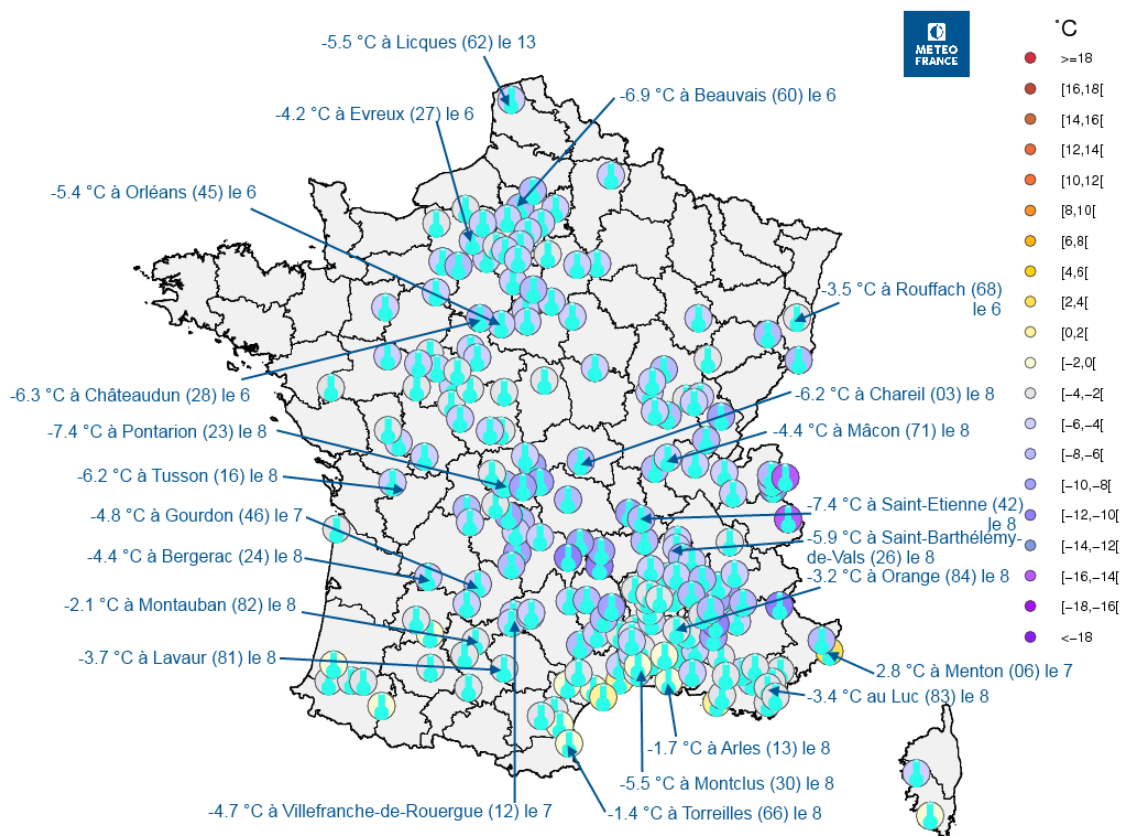 °C
METEO
FRANCE
-5.5 °C à Licques (62) le 13
-6.9 °C à Beauvais (60) le 6
-4.2 °C à Evreux (27) le 6
-5.4 °C à Orléans (45) le 6
-3.5 °C à Rouffach (68)
le 6
-6.3 °C à Châteaudun (28) le 6
-6.2 °C à Chareil (03) le 8
-7.4 °C à Pontarion (23) le 8
-4.4 °C à Mâcon (71) le 8
-6.2 °C à Tusson (16) le 8
-7.4 °C à Saint-Etienne (42)
le 8
-4.8 °C à Gourdon (46) le 7
-5.9 °C à Saint-Barthélémy-
de-Vals (26) le 8
-4.4 °C à Bergerac (24) le 8
-3.2 °C à Orange (84) le 8
-2.1 °C à Montauban (82) le 8
-3.7 °C à Lavaur (81) le 8
2.8 °C à Menton (06) le 7
-3.4 °C au Luc (83) le 8
-1.7 °C à Arles (13) le 8
-5.5 °C à Montclus (30) le 8
-4.7 °C à Villefranche-de-Rouergue (12) le 7
-1.4 °C à Torreilles (66) le 8
>=18
[16,18[
[14,16[
[12,14[
[10,12[
[8,10[
[6,8[
[4,6[
[2,4[
[0,2[
[−2,0[
[−4,−2[
[−6,−4[
[−8,−6[
[−10,−8[
[−12,−10[
[−14,−12[
[−16,−14[
[−18,−16[
<−18